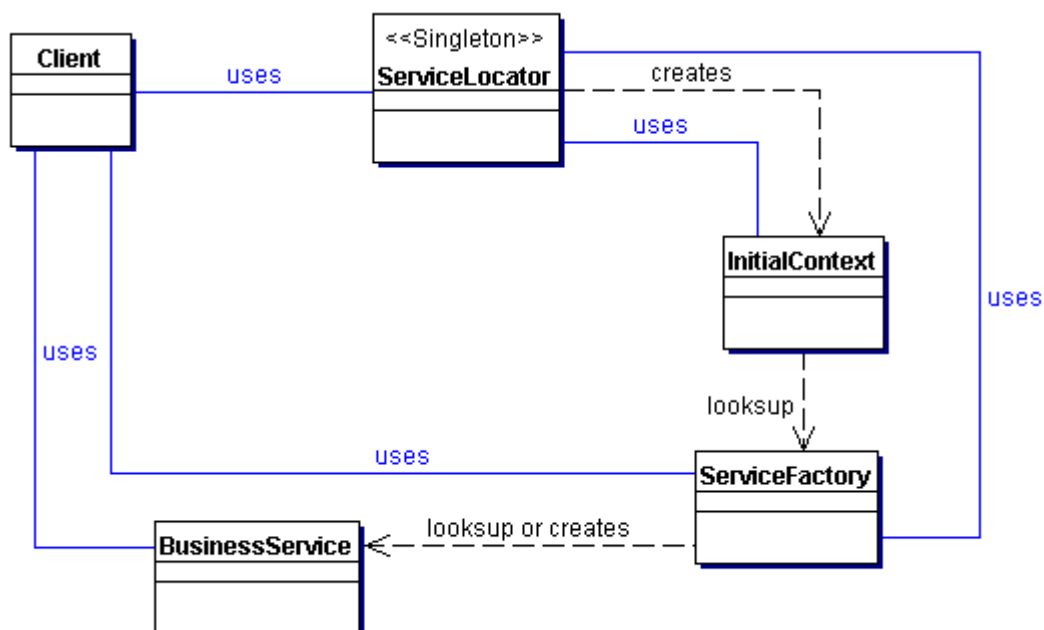 <<Singleton>>
Client
uses
ServiceLocator
creates
uses
InitialContext
uses
uses
looksup
uses
ServiceFactory
looksup or creates
BusinessService